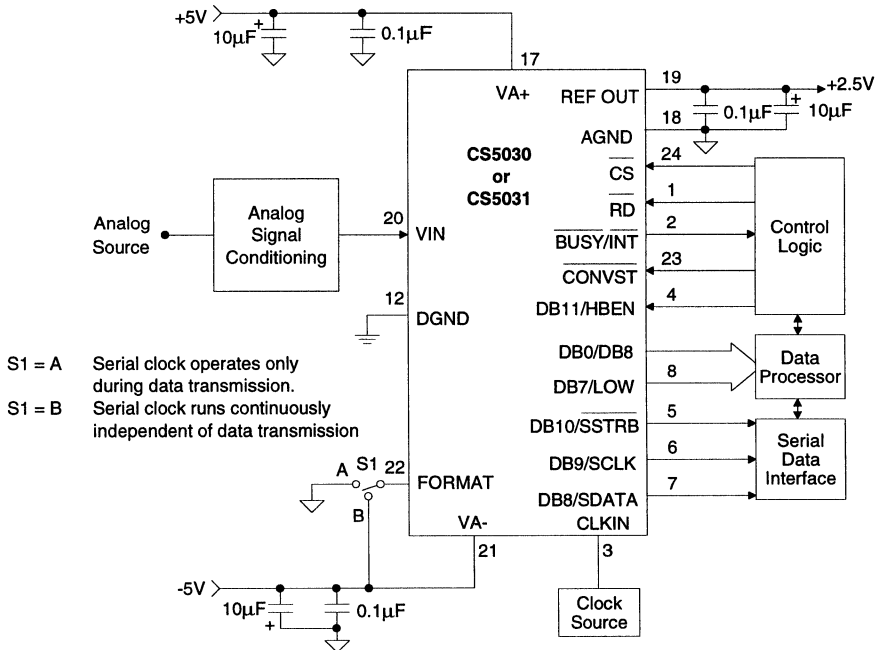 +5V
10µF
+
0.1µF
17
VA+
19
REF OUT
+2.5V
0.1µF
+
10µF
18
AGND
CS5030
or
CS5031
24
CS
1
RD
2
BUSY/INT
23
CONVST
4
DB11/HBEN
Control
Logic
Analog
Source
Analog
Signal
Conditioning
20
VIN
12
DGND
DB0/DB8
8
DB7/LOW
Data
Processor
S1 = A Serial clock operates only
during data transmission.
S1 = B Serial clock runs continuously
independent of data transmission
5
DB10/SSTRB
6
DB9/SCLK
7
DB8/SDATA
Serial
Data
Interface
A
S1
22
FORMAT
B
VA-
21
CLKIN
3
-5V
10µF
+
0.1µF
Clock
Source